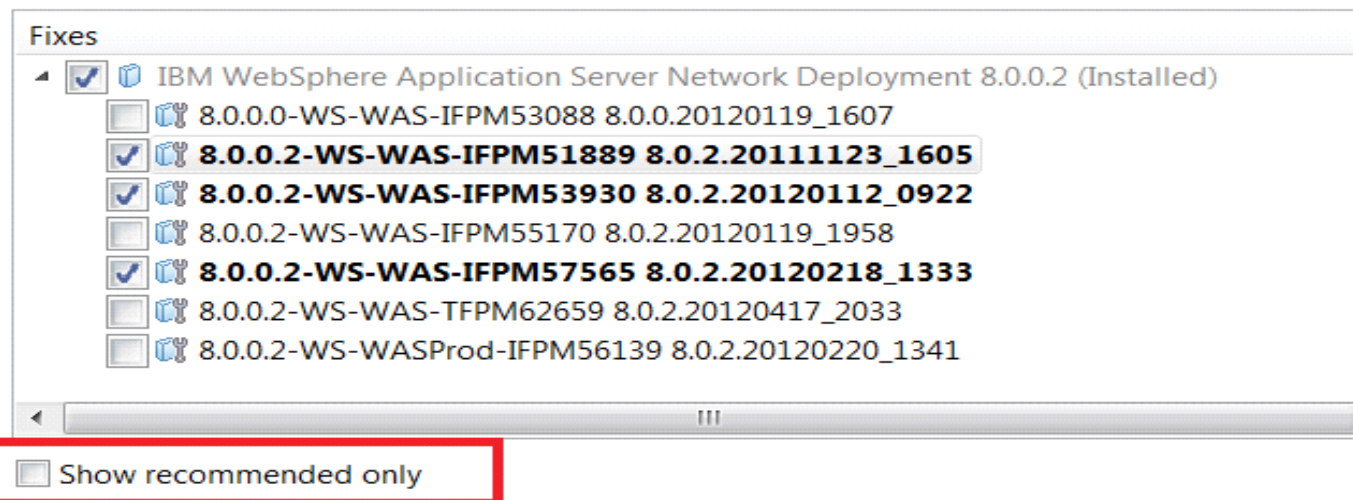 Fixes
IBM WebSphere Application Server Network Deployment 8.0.0.2 (Installed)
8.0.0.0-WS-WAS-IFPM53088 8.0.0.20120119_1607
8.0.0.2-WS-WAS-IFPM51889 8.0.2.20111123_1605
8.0.0.2-WS-WAS-IFPM53930 8.0.2.20120112_0922
8.0.0.2-WS-WAS-IFPM55170 8.0.2.20120119_1958
8.0.0.2-WS-WAS-IFPM57565 8.0.2.20120218_1333
8.0.0.2-WS-WAS-TFPM62659 8.0.2.20120417_2033
8.0.0.2-WS-WASProd-IFPM56139 8.0.2.20120220_1341
Show recommended only